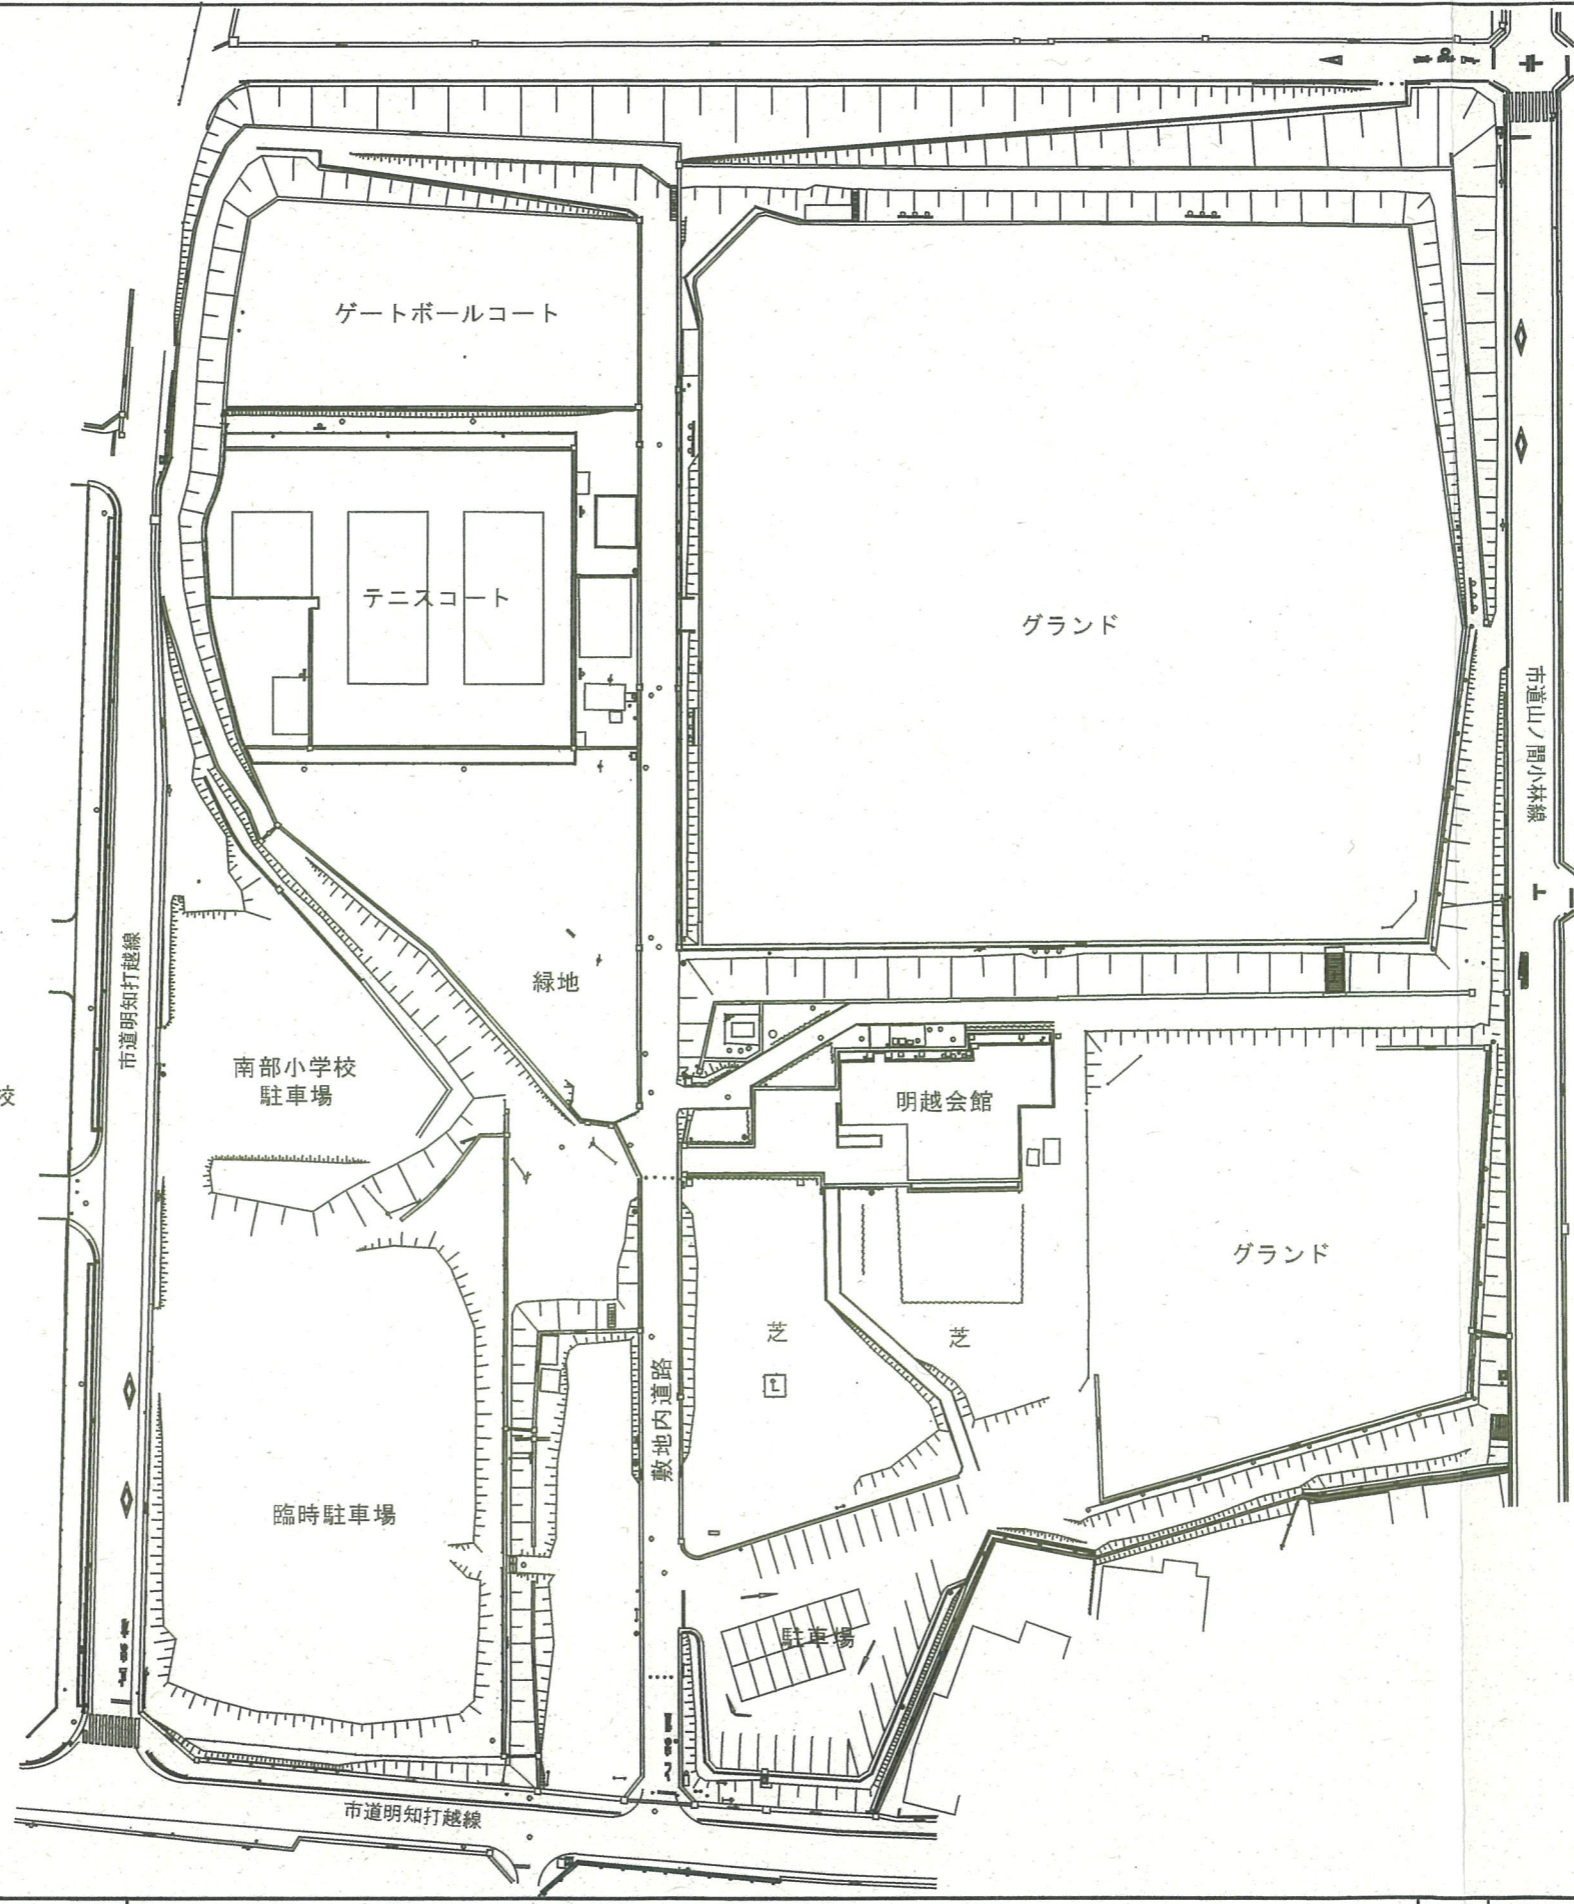 ゲートボールコート
テニスコート
グランド
市道山ノ間小林線
緑地
市道明知打越線
南部小学校
駐車場
校
明越会館
グランド
芝
芝
敷地内道路
臨時駐車場
駐車場
市道明知打越線